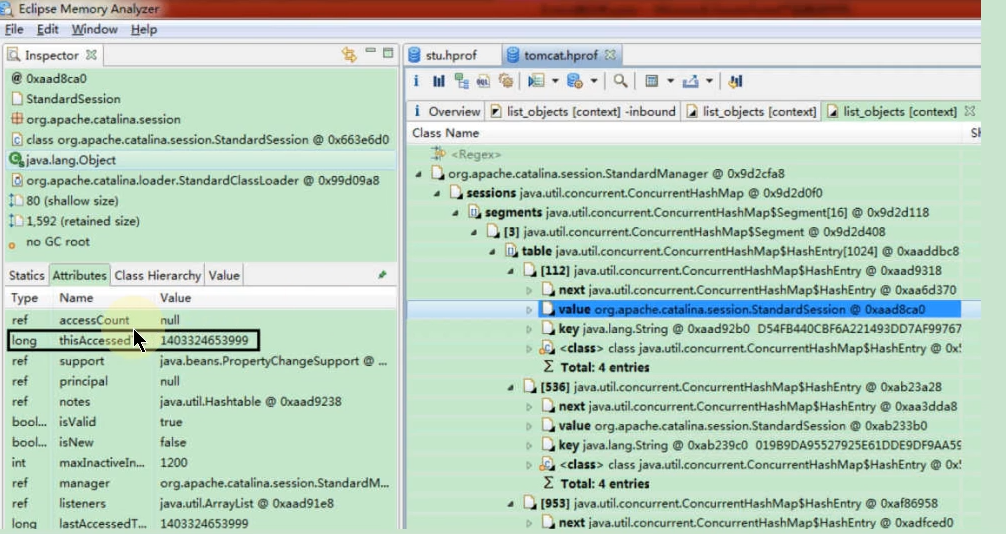 Eclipse Memory Analyzer
File Edit Window Help
Inspector
@ 0xaad8ca0
StandardSession
org.apache.catalina.session
class org.apache.catalina.session.StandardSession @ 0x663e6d0
java.lang.Object
org.apache.catalina.loader.StandardClassLoader @ 0x99d09a8
80 (shallow size)
1,592 (retained size)
no GC root
Statics Attributes Class Hierarchy Value
Type Name Value
ref accessCount null
long thisAccessed 1403324653999
ref support java.beans.PropertyChangeSupport @ ...
ref principal null
ref notes java.util.Hashtable @ 0xaad9238
bool... isValid true
bool... isNew false
int maxInactiveIn... 1200
ref manager org.apache.catalina.session.StandardM...
ref listeners java.util.ArrayList @ 0xaad91e8
long lastAccessedT... 1403324653999
stu.hprof tomcat.hprof
i Overview list_objects [context] -inbound list_objects [context] list_objects [context]
Class Name
<Regex>
org.apache.catalina.session.StandardManager @ 0x9d2cfa8
sessions java.util.concurrent.ConcurrentHashMap @ 0x9d2d0f0
segments java.util.concurrent.ConcurrentHashMap$Segment[16] @ 0x9d2d118
[3] java.util.concurrent.ConcurrentHashMap$Segment @ 0x9d2d408
table java.util.concurrent.ConcurrentHashMap$HashEntry[1024] @ 0xaaddbc8
[112] java.util.concurrent.ConcurrentHashMap$HashEntry @ 0xaad9318
next java.util.concurrent.ConcurrentHashMap$HashEntry @ 0xaa6d370
value org.apache.catalina.session.StandardSession @ 0xaad8ca0
key java.lang.String @ 0xaad92b0 D54FB440CBF6A221493DD7AF99767
<class> class java.util.concurrent.ConcurrentHashMap$HashEntry @ 0x
Σ Total: 4 entries
[536] java.util.concurrent.ConcurrentHashMap$HashEntry @ 0xab23a28
next java.util.concurrent.ConcurrentHashMap$HashEntry @ 0xaa3dda8
value org.apache.catalina.session.StandardSession @ 0xab233b0
key java.lang.String @ 0xab239c0 019B9DA95527925E61DDE9DF9AA59
<class> class java.util.concurrent.ConcurrentHashMap$HashEntry @ 0x
Σ Total: 4 entries
[953] java.util.concurrent.ConcurrentHashMap$HashEntry @ 0xaf86958
next java.util.concurrent.ConcurrentHashMap$HashEntry @ 0xadfced0